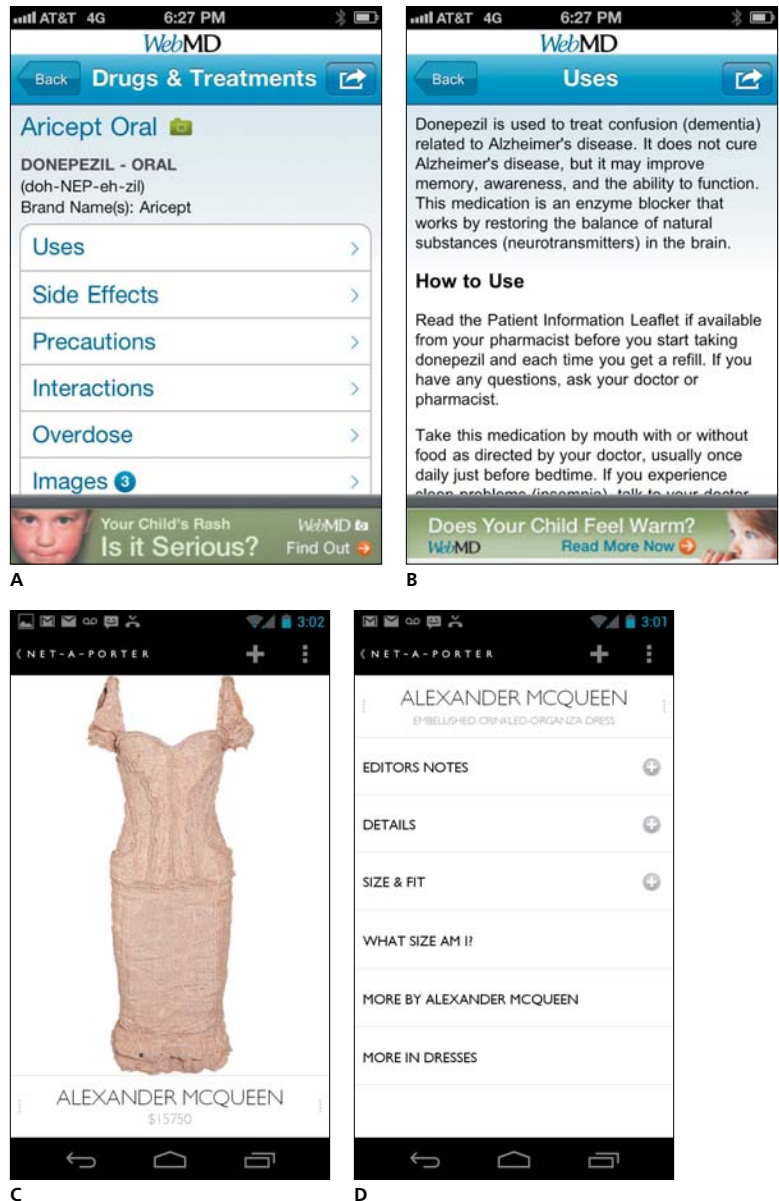 AT&T 4G 6:27 PM
WebMD
Back Drugs & Treatments
Aricept Oral
DONEPEZIL - ORAL
(doh-NEP-eh-zil)
Brand Name(s): Aricept
Uses
Side Effects
Precautions
Interactions
Overdose
Images 3
Your Child's Rash
Is it Serious?
WebMD
Find Out
A
AT&T 4G 6:27 PM
WebMD
Back Uses
Donepezil is used to treat confusion (dementia)
related to Alzheimer's disease. It does not cure
Alzheimer's disease, but it may improve
memory, awareness, and the ability to function.
This medication is an enzyme blocker that
works by restoring the balance of natural
substances (neurotransmitters) in the brain.
How to Use
Read the Patient Information Leaflet if available
from your pharmacist before you start taking
donepezil and each time you get a refill. If you
have any questions, ask your doctor or
pharmacist.
Take this medication by mouth with or without
food as directed by your doctor, usually once
daily just before bedtime. If you experience
sleep problems (insomnia), talk to your doctor
Does Your Child Feel Warm?
WebMD Read More Now
B
3:02
NET-A-PORTER
ALEXANDER MCQUEEN
$15750
C
3:01
NET-A-PORTER
ALEXANDER MCQUEEN
EMBELLISHED CRINKLED-ORGANZA DRESS
EDITORS NOTES
DETAILS
SIZE & FIT
WHAT SIZE AM I?
MORE BY ALEXANDER MCQUEEN
MORE IN DRESSES
D